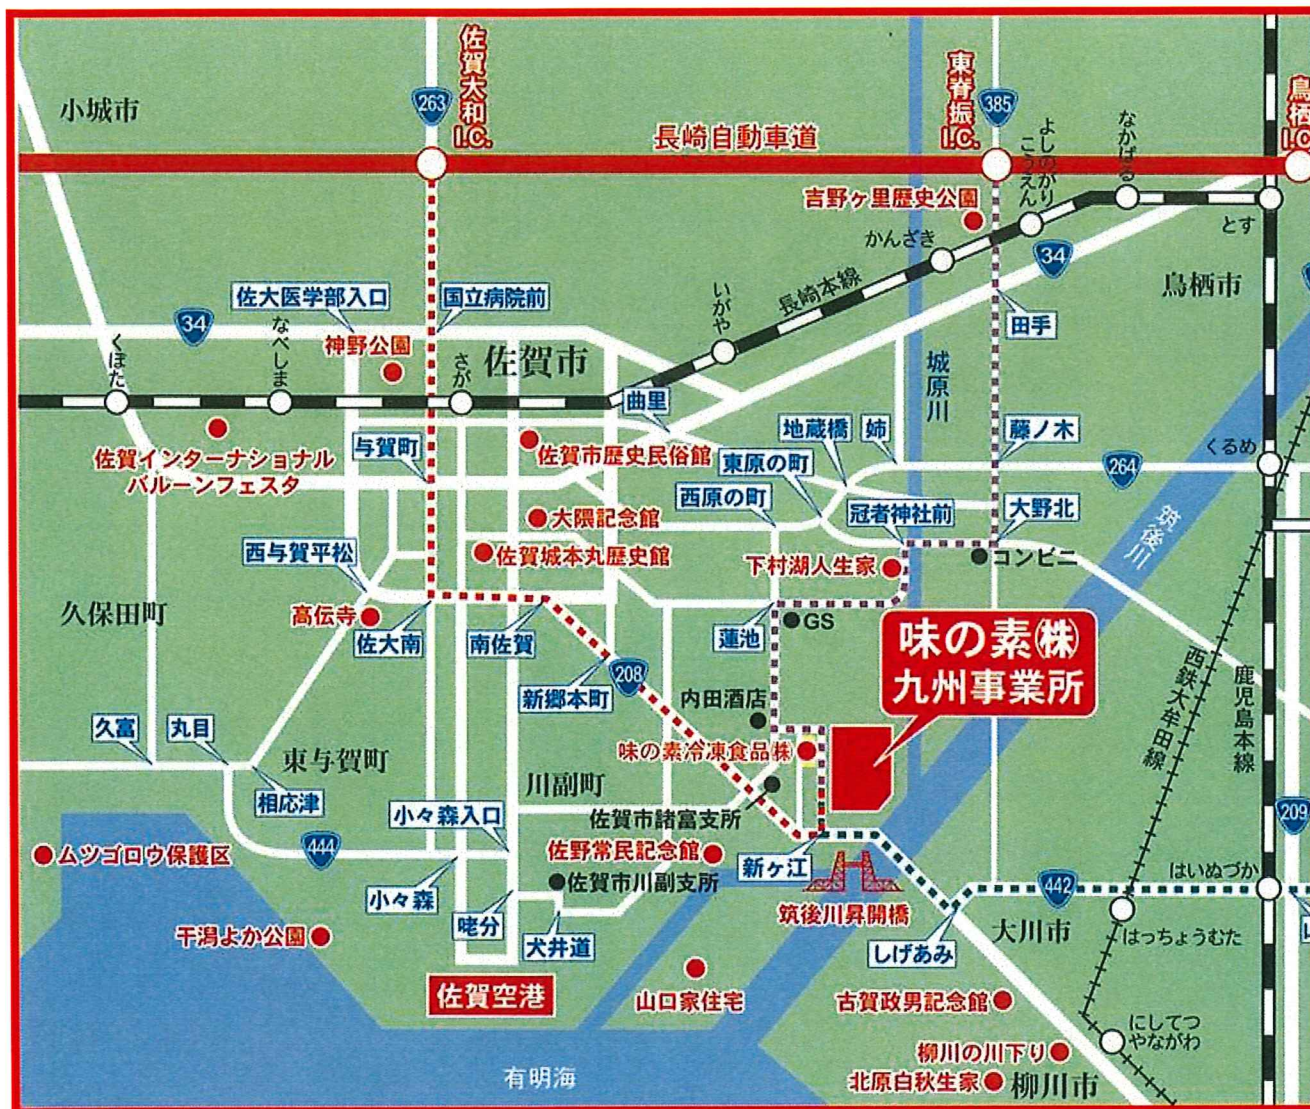 佐賀大和
I.C.
東脊振
I.C.
鳥栖
I.C.
小城市
263
385
長崎自動車道
よしのがり
こうえん
なかばる
吉野ヶ里歴史公園
かんざき
とす
34
鳥栖市
佐大医学部入口
国立病院前
いがや
長崎本線
田手
34
なべしま
神野公園
さが
佐賀市
くぼた
城原川
曲里
地蔵橋
姉
藤ノ木
くるめ
与賀町
佐賀市歴史民俗館
東原の町
264
佐賀インターナショナル
バルーンフェスタ
西原の町
冠者神社前
大野北
筑後川
大隈記念館
西与賀平松
佐賀城本丸歴史館
下村湖人生家
コンビニ
久保田町
高伝寺
佐大南
南佐賀
蓮池
GS
味の素㈱
九州事業所
新郷本町
208
内田酒店
西鉄大牟田線
鹿児島本線
久富
丸目
東与賀町
味の素冷凍食品㈱
相応津
川副町
小々森入口
佐賀市諸富支所
209
444
ムツゴロウ保護区
佐野常民記念館
新ヶ江
はいぬづか
小々森
佐賀市川副支所
442
筑後川昇開橋
咾分
犬井道
干潟よか公園
しげあみ
大川市
はっちょうむた
佐賀空港
山口家住宅
古賀政男記念館
にしてつ
やながわ
柳川の川下り
有明海
北原白秋生家
柳川市